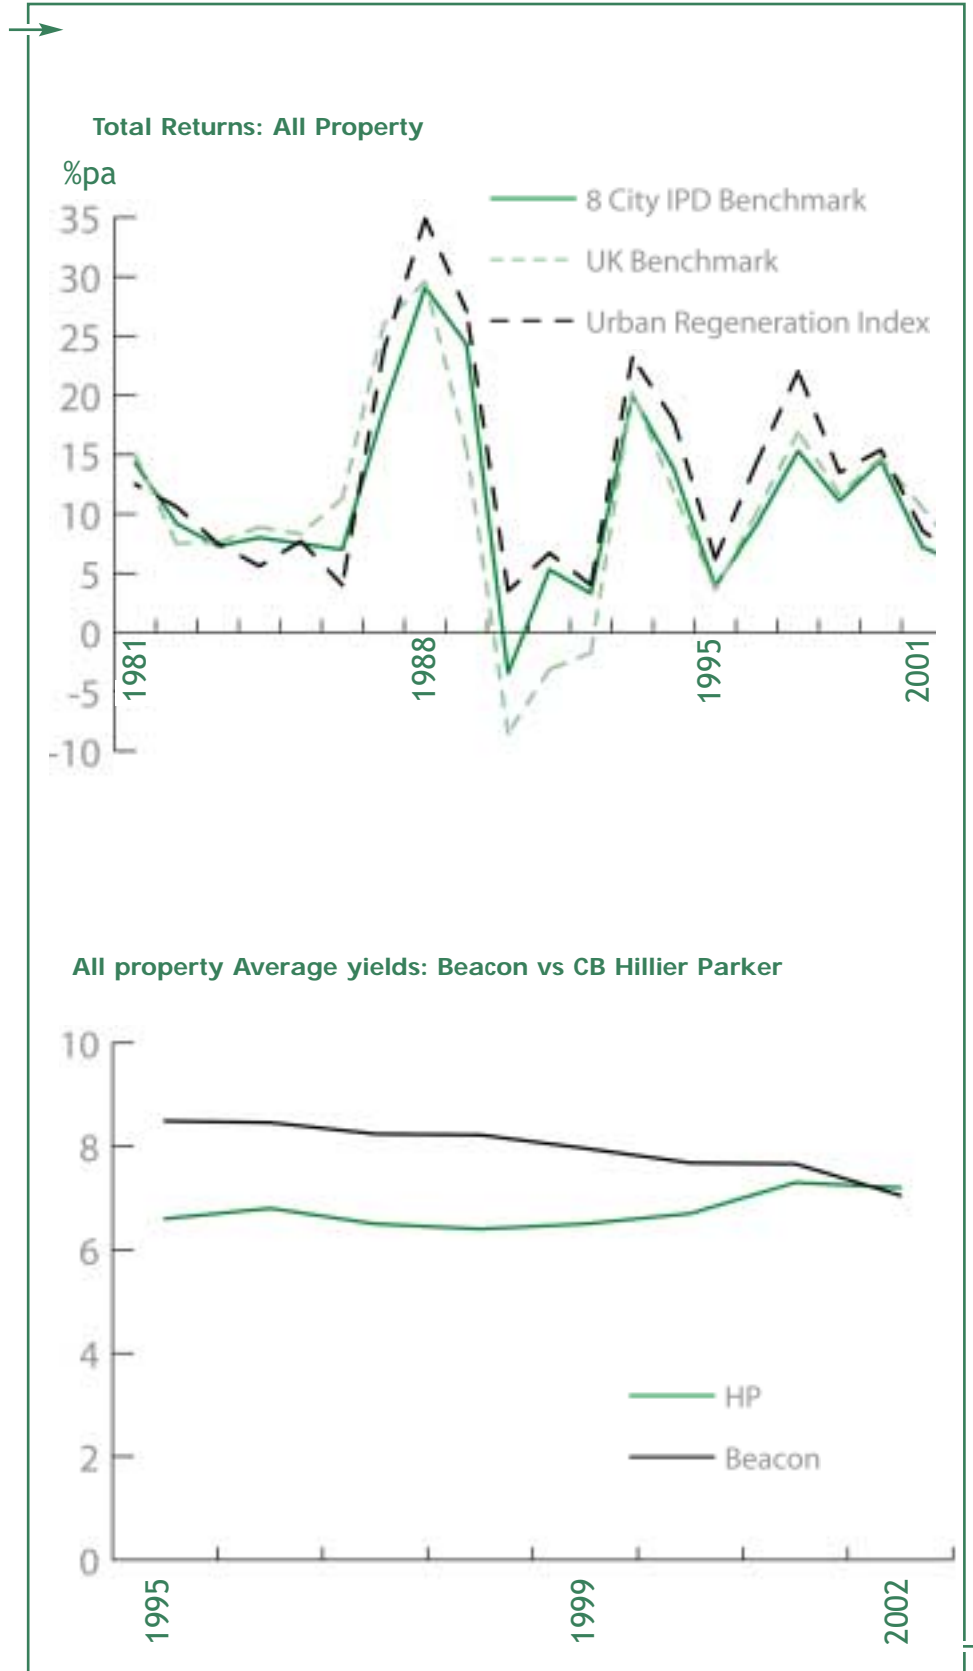 Total Returns: All Property
%pa
8 City IPD Benchmark
UK Benchmark
Urban Regeneration Index
35
30
25
20
15
10
5
0
-5
-10
1981
1988
1995
2001
All property Average yields: Beacon vs CB Hillier Parker
10
8
6
4
2
0
HP
Beacon
1995
1999
2002